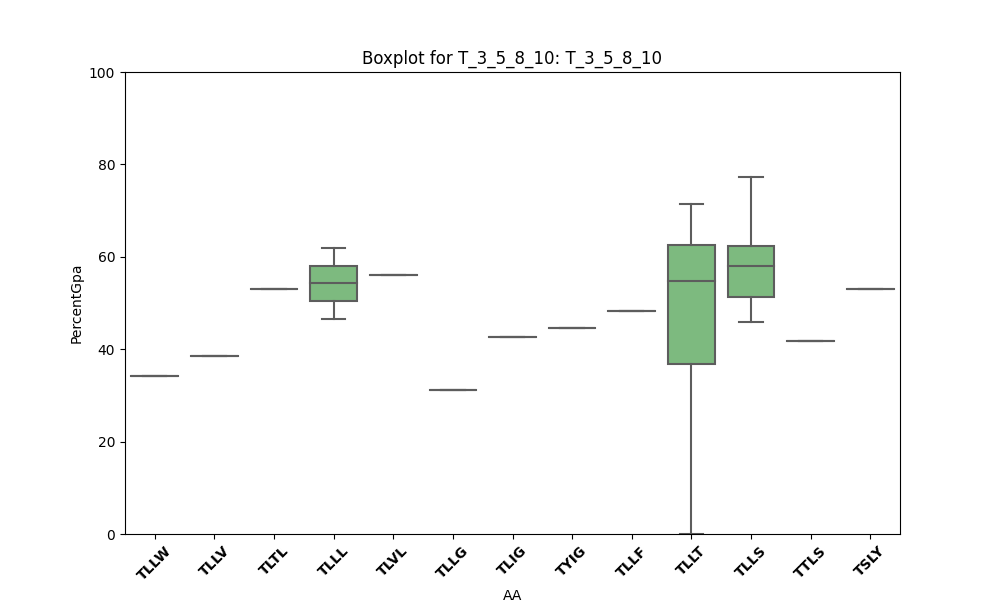 Boxplot for T_3_5_8_10: T_3_5_8_10
100
80
60
40
20
0
PercentGpa
TLLW
TLLV
TLTL
TLLL
TLVL
TLLG
TLIG
TYIG
TLLF
TLLT
TLLS
TTLS
TSLY
AA